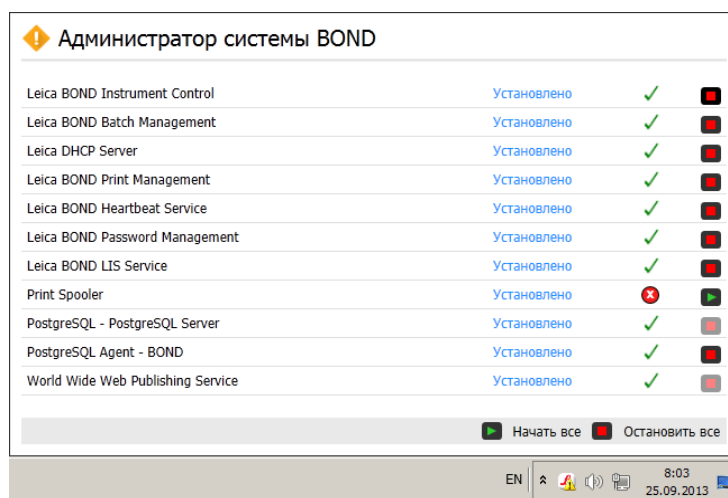 Администратор системы BOND
Leica BOND Instrument Control Установлено
Leica BOND Batch Management Установлено
Leica DHCP Server Установлено
Leica BOND Print Management Установлено
Leica BOND Heartbeat Service Установлено
Leica BOND Password Management Установлено
Leica BOND LIS Service Установлено
Print Spooler Установлено
PostgreSQL - PostgreSQL Server Установлено
PostgreSQL Agent - BOND Установлено
World Wide Web Publishing Service Установлено
Начать все Остановить все
EN 8:03
25.09.2013